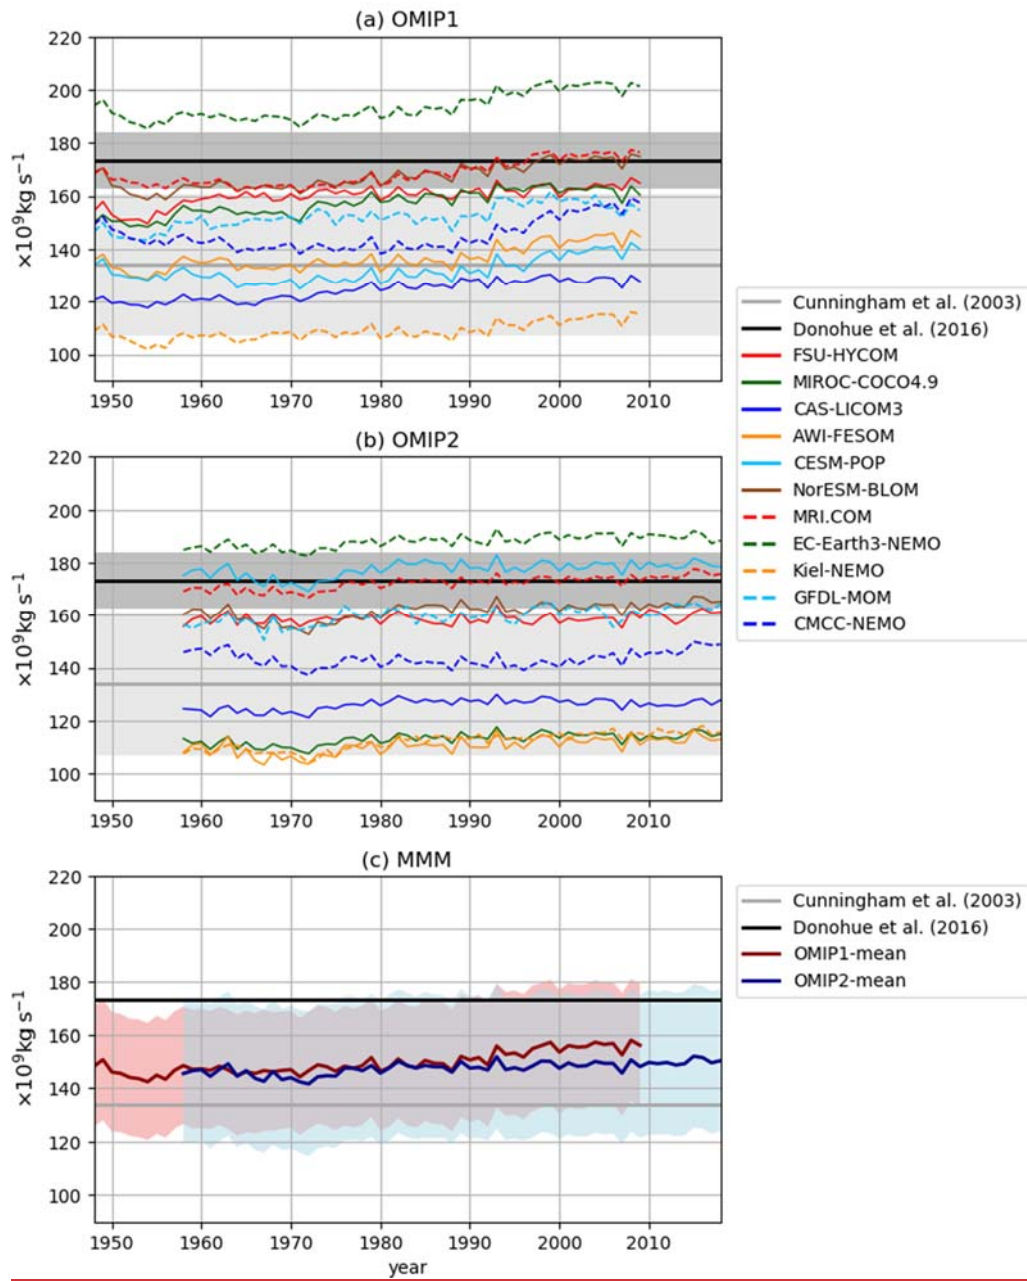 (a) OMIP1
220
200
180
160
140
120
100
×10⁹kg s⁻¹
1950 1960 1970 1980 1990 2000 2010
Cunningham et al. (2003)
Donohue et al. (2016)
FSU-HYCOM
MIROC-COCO4.9
CAS-LICOM3
AWI-FESOM
CESM-POP
NorESM-BLOM
MRI.COM
EC-Earth3-NEMO
Kiel-NEMO
GFDL-MOM
CMCC-NEMO
(b) OMIP2
220
200
180
160
140
120
100
×10⁹kg s⁻¹
1950 1960 1970 1980 1990 2000 2010
(c) MMM
220
200
180
160
140
120
100
×10⁹kg s⁻¹
1950 1960 1970 1980 1990 2000 2010
year
Cunningham et al. (2003)
Donohue et al. (2016)
OMIP1-mean
OMIP2-mean